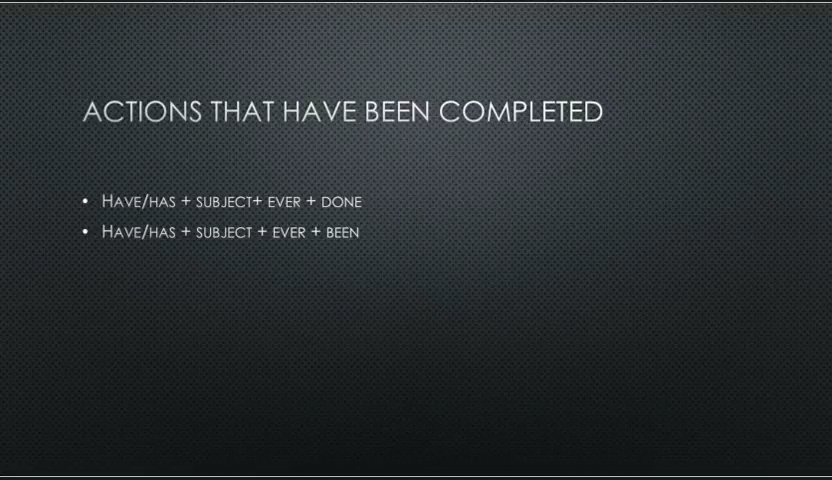 ACTIONS THAT HAVE BEEN COMPLETED
• HAVE/HAS + SUBJECT+ EVER + DONE
• HAVE/HAS + SUBJECT + EVER + BEEN